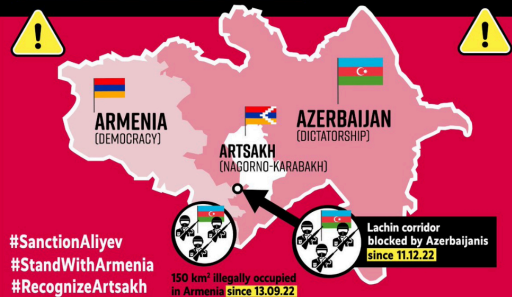 ARMENIA
(DEMOCRACY)
AZERBAIJAN
(DICTATORSHIP)
ARTSAKH
(NAGORNO-KARABAKH)
Lachin corridor
blocked by Azerbaijanis
since 11.12.22
#SanctionAliyev
#StandWithArmenia
#RecognizeArtsakh
150 km² illegally occupied
in Armenia since 13.09.22